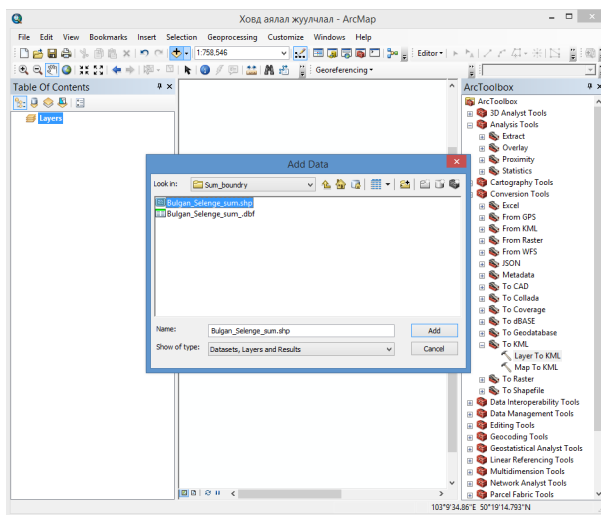 Ховд аялал жуулчлал - ArcMap
File Edit View Bookmarks Insert Selection Geoprocessing Customize Windows Help
1:758.546
Editor
Georeferencing
Table Of Contents
ArcToolbox
Layers
ArcToolbox
3D Analyst Tools
Analysis Tools
Extract
Overlay
Proximity
Statistics
Cartography Tools
Conversion Tools
Excel
From GPS
From KML
From Raster
From WFS
JSON
Metadata
To CAD
To Collada
To Coverage
To dBASE
To Geodatabase
To KML
Layer To KML
Map To KML
To Raster
To Shapefile
Data Interoperability Tools
Data Management Tools
Editing Tools
Geocoding Tools
Geostatistical Analyst Tools
Linear Referencing Tools
Multidimension Tools
Network Analyst Tools
Parcel Fabric Tools
Add Data
Look in: Sum_boundry
Bulgan_Selenge_sum.shp
Bulgan_Selenge_sum_.dbf
Name: Bulgan_Selenge_sum.shp Add
Show of type: Datasets, Layers and Results Cancel
103°9'34.86"E 50°19'14.793"N